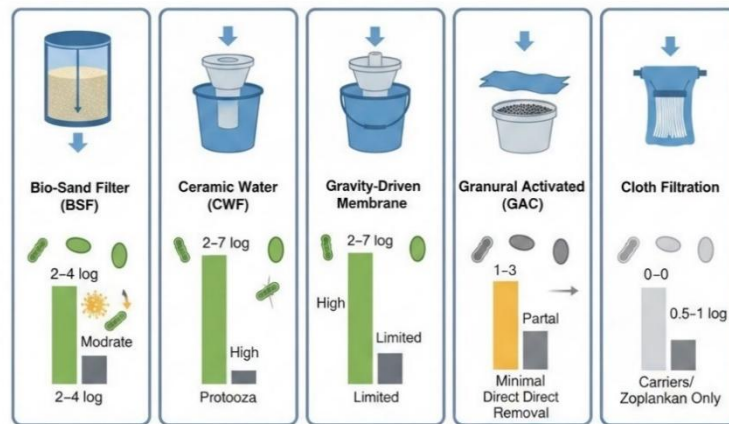 Bio-Sand Filter
(BSF)
2–4 log
Modrate
2–4 log
Ceramic Water
(CWF)
2–7 log
High
Protooza
Gravity-Driven
Membrane
2–7 log
High
Limited
Limited
Granural Activated
(GAC)
1–3
Partal
Minimal
Direct Direct
Removal
Cloth Filtration
0–0
0.5–1 log
Carriers/
Zoplankan Only